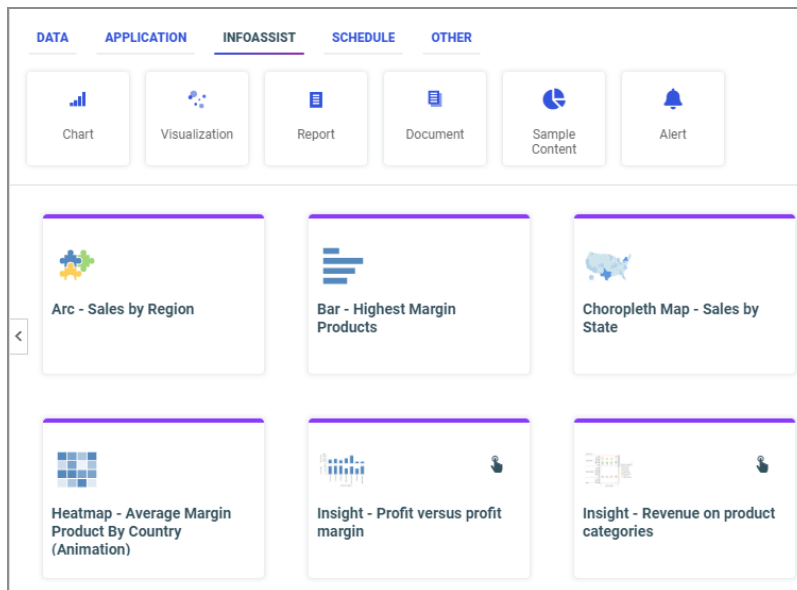 DATA APPLICATION INFOASSIST SCHEDULE OTHER
Chart Visualization Report Document Sample Alert
Content
Arc - Sales by Region Bar - Highest Margin Choropleth Map - Sales by
Products State
Heatmap - Average Margin Insight - Profit versus profit Insight - Revenue on product
Product By Country margin categories
(Animation)